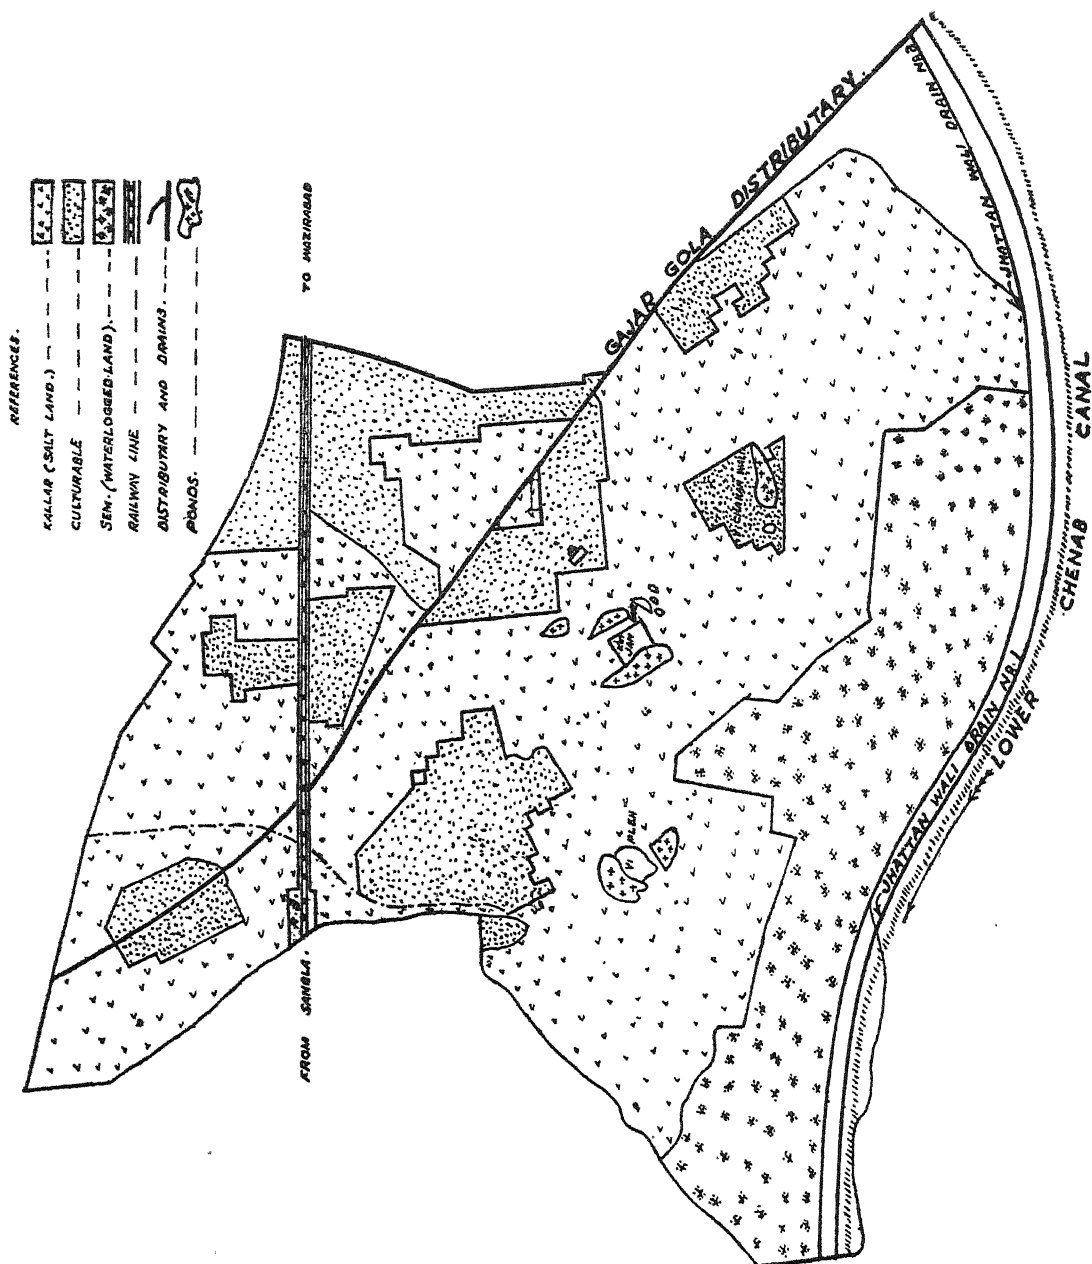 REFERENCES.
KALLAR (SALT LAND.)
CULTURABLE
SEM-(WATERLOGGED LAND).
RAILWAY LINE
DISTRIBUTARY AND DRAINS.
PONDS.
TO WAZIRABAD
FROM SANGLA.
GAJAR GOLA DISTRIBUTARY.
JHATTAN WALI DRAIN NO.2
JHATTAN WALI DRAIN NO.1
LOWER CHENAB CANAL